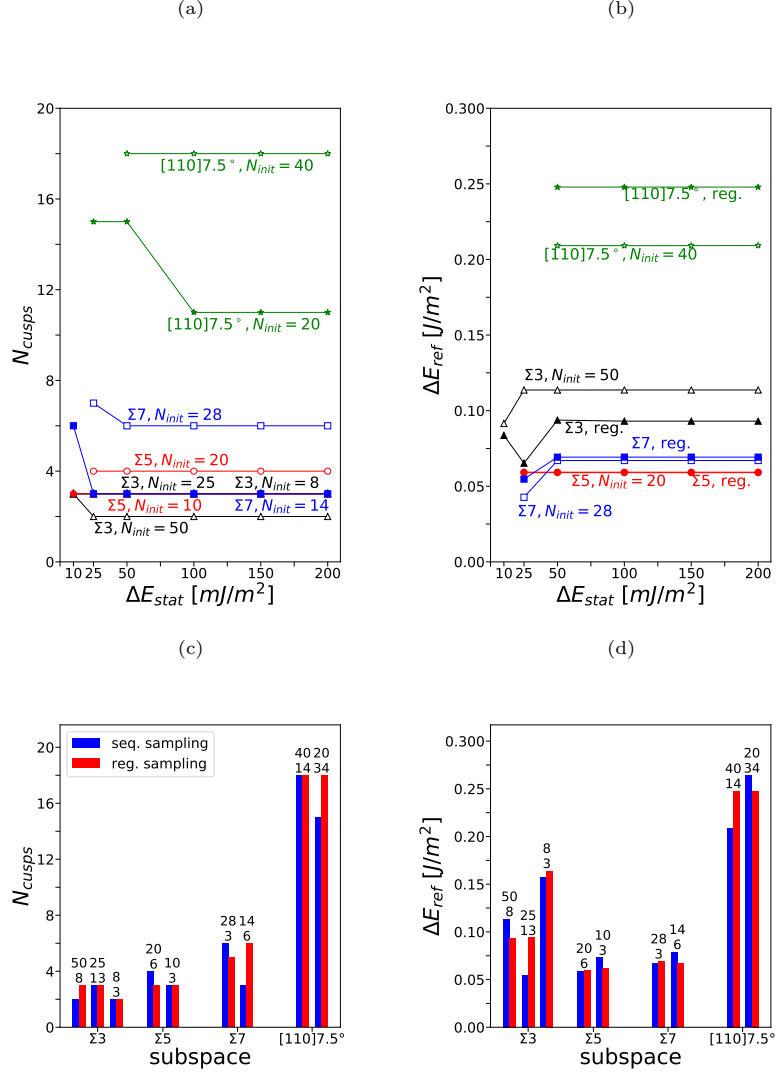 (a)
20
16
12
8
4
0
N_cusps
[110]7.5°, N_init = 40
[110]7.5°, N_init = 20
Σ7, N_init = 28
Σ5, N_init = 20
Σ3, N_init = 25
Σ3, N_init = 8
Σ5, N_init = 10
Σ7, N_init = 14
Σ3, N_init = 50
10 25 50 100 150 200
ΔE_stat [mJ/m²]
(b)
0.300
0.25
0.20
0.15
0.10
0.05
0.00
ΔE_ref [J/m²]
[110]7.5°, reg.
[110]7.5°, N_init = 40
Σ3, N_init = 50
Σ3, reg.
Σ7, reg.
Σ5, N_init = 20
Σ5, reg.
Σ7, N_init = 28
10 25 50 100 150 200
ΔE_stat [mJ/m²]
(c)
20
16
12
8
4
0
N_cusps
seq. sampling
reg. sampling
50
8
25
13
8
3
20
6
10
3
28
3
14
6
40
14
20
34
Σ3 Σ5 Σ7 [110]7.5°
subspace
(d)
0.300
0.25
0.20
0.15
0.10
0.05
0.00
ΔE_ref [J/m²]
50
8
25
13
8
3
20
6
10
3
28
3
14
6
40
14
20
34
Σ3 Σ5 Σ7 [110]7.5°
subspace